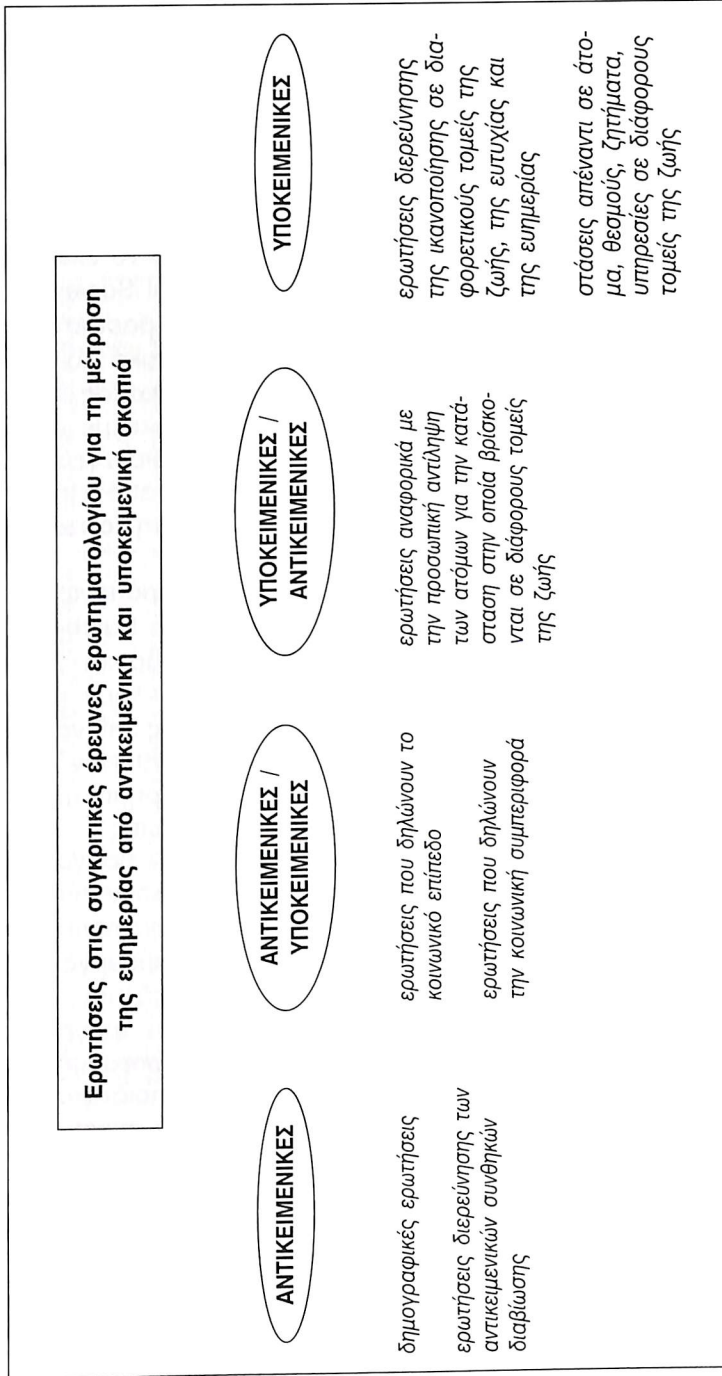 Ερωτήσεις στις συγκριτικές έρευνες ερωτηματολογίου για τη μέτρηση
της ευημερίας από αντικειμενική και υποκειμενική σκοπιά
ΑΝΤΙΚΕΙΜΕΝΙΚΕΣ
δημογραφικές ερωτήσεις
ερωτήσεις διερεύνησης των
αντικειμενικών συνθηκών
διαβίωσης
ΑΝΤΙΚΕΙΜΕΝΙΚΕΣ /
ΥΠΟΚΕΙΜΕΝΙΚΕΣ
ερωτήσεις που δηλώνουν το
κοινωνικό επίπεδο
ερωτήσεις που δηλώνουν
την κοινωνική συμπεριφορά
ΥΠΟΚΕΙΜΕΝΙΚΕΣ /
ΑΝΤΙΚΕΙΜΕΝΙΚΕΣ
ερωτήσεις αναφορικά με
την προσωπική αντίληψη
των ατόμων για την κατά-
σταση στην οποία βρίσκο-
νται σε διάφορους τομείς
της ζωής
ΥΠΟΚΕΙΜΕΝΙΚΕΣ
ερωτήσεις διερεύνησης
της ικανοποίησης σε δια-
φορετικούς τομείς της
ζωής, της ευτυχίας και
της ευημερίας
στάσεις απέναντι σε άτο-
μα, θεσμούς, ζητήματα,
υπηρεσίες σε διάφορους
τομείς της ζωής